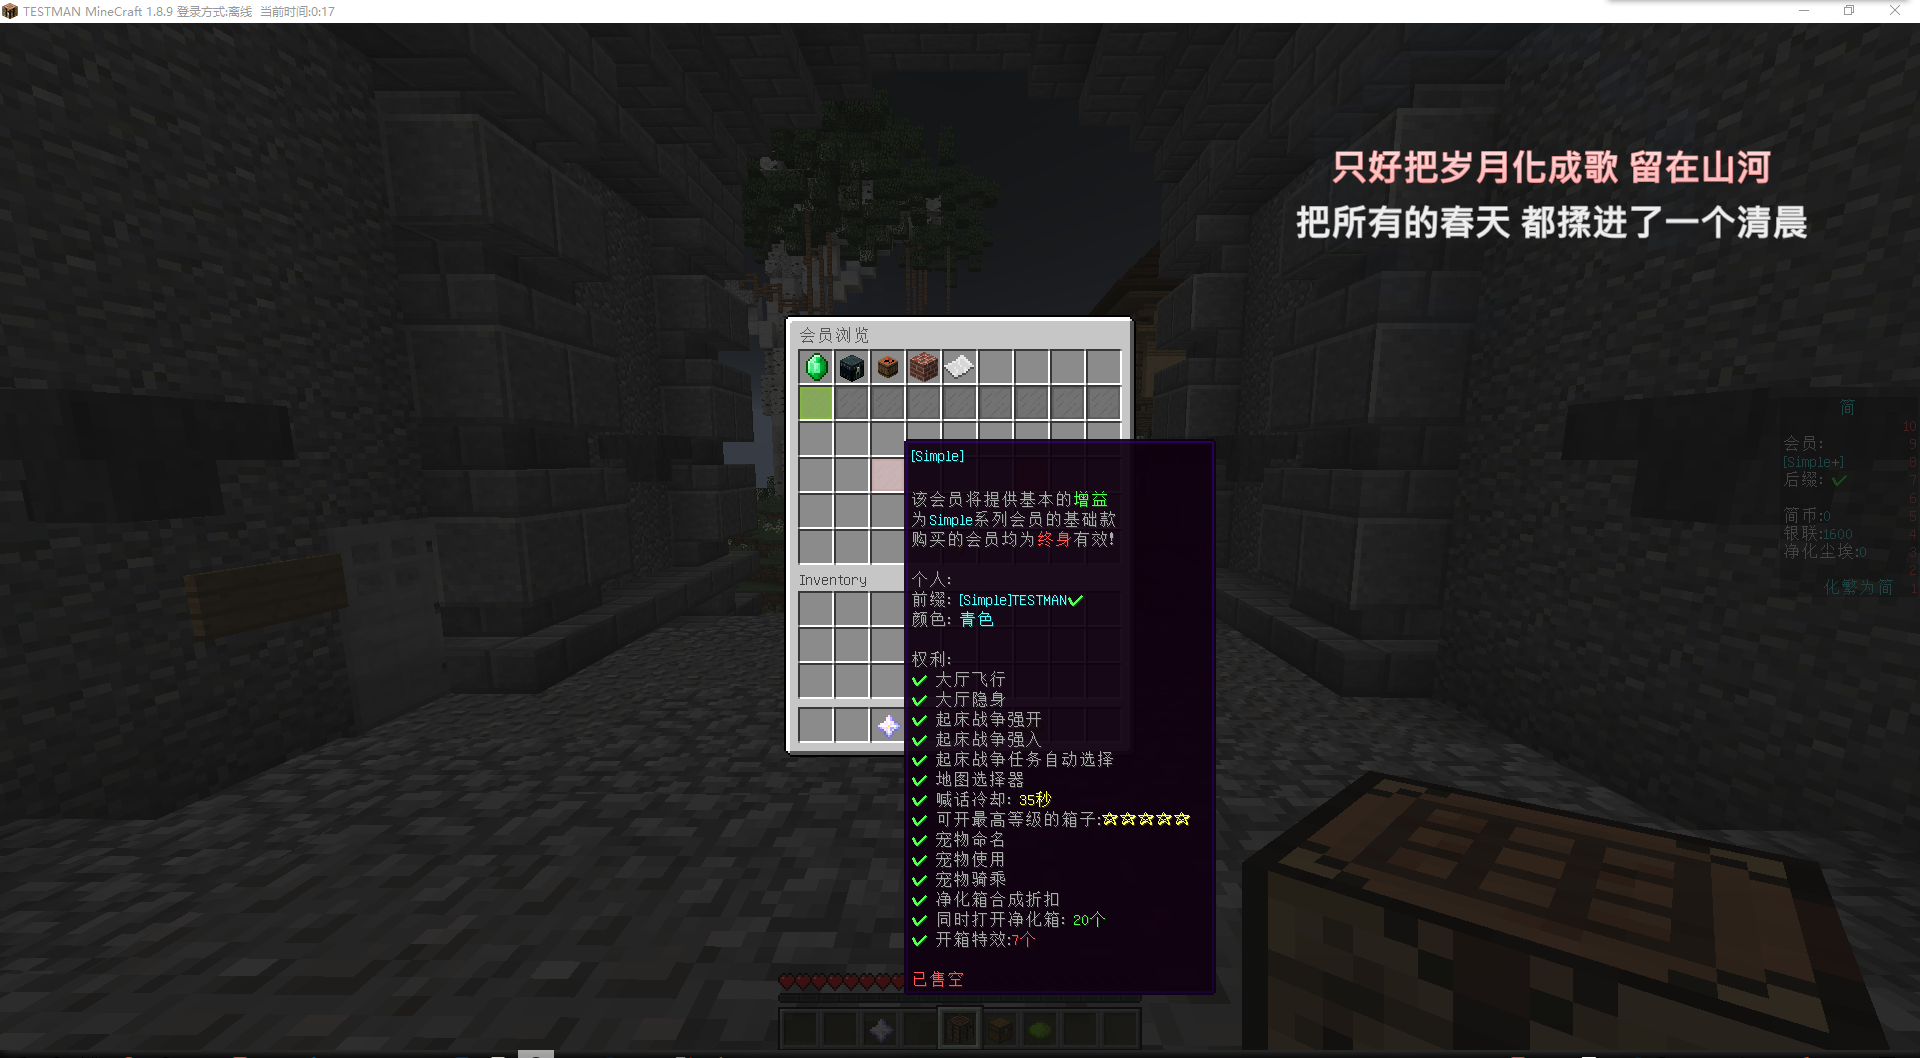 TESTMAN MineCraft 1.8.9 登录方式:离线 当前时间:0:17
只好把岁月化成歌 留在山河
把所有的春天 都揉进了一个清晨
会员浏览
Inventory
[Simple]
该会员将提供基本的增益
为Simple系列会员的基础款
购买的会员均为终身有效!
个人:
前缀: [Simple]TESTMAN✔
颜色: 青色
权利:
✔ 大厅飞行
✔ 大厅隐身
✔ 起床战争强开
✔ 起床战争强入
✔ 起床战争任务自动选择
✔ 地图选择器
✔ 喊话冷却: 35秒
✔ 可开最高等级的箱子:☆☆☆☆☆
✔ 宠物命名
✔ 宠物使用
✔ 宠物骑乘
✔ 净化箱合成折扣
✔ 同时打开净化箱: 20个
✔ 开箱特效:7个
已售空
简
10
会员: 9
[Simple+] 8
后缀: ✔ 7
6
简币:0 5
银联:1600 4
净化尘埃:0 3
2
化繁为简 1